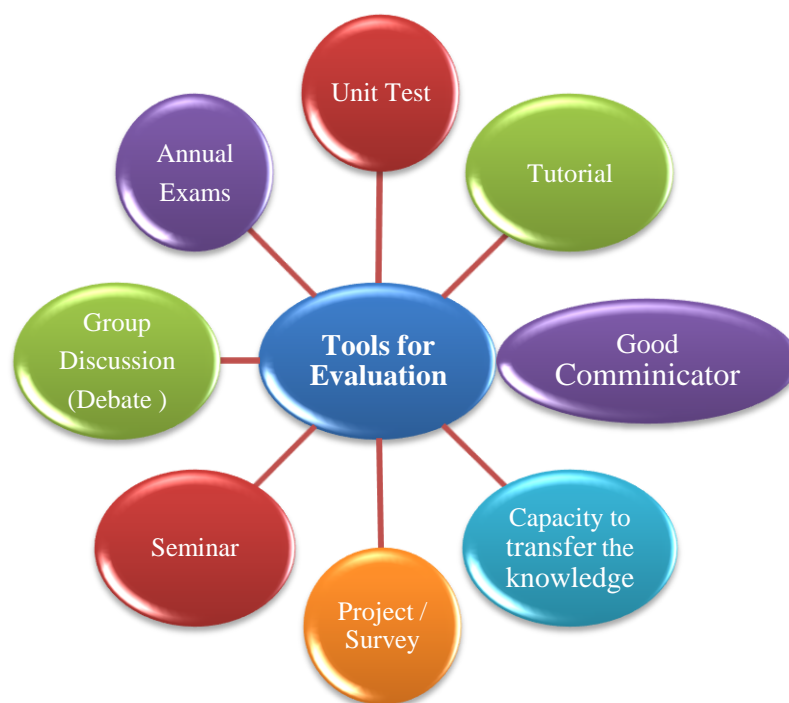 Unit Test
Annual
Exams
Tutorial
Group
Discussion
(Debate )
Tools for
Evaluation
Good
Comminicator
Seminar
Capacity to
transfer the
knowledge
Project /
Survey